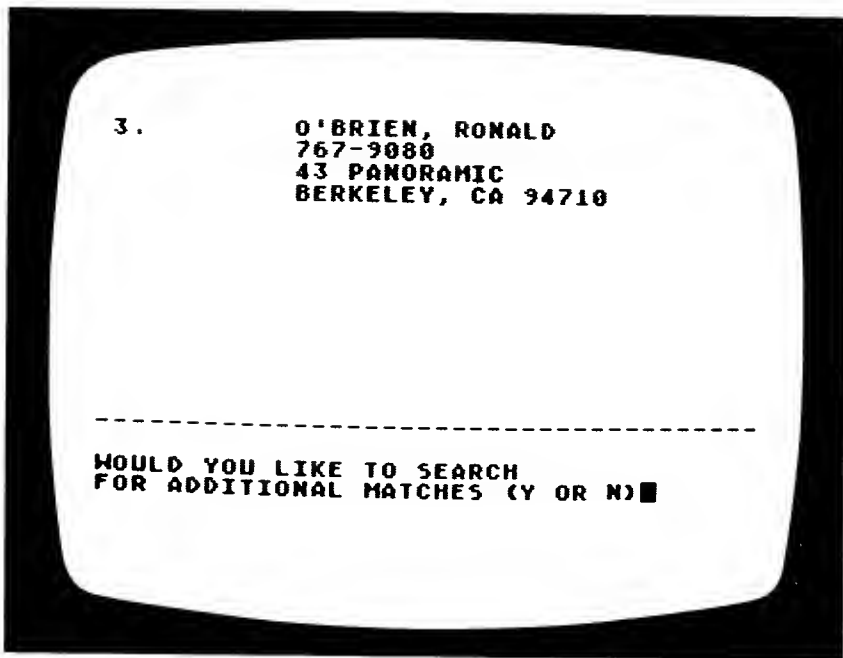 3. O'BRIEN, RONALD
767-9080
43 PANORAMIC
BERKELEY, CA 94710
------------------------------------
WOULD YOU LIKE TO SEARCH
FOR ADDITIONAL MATCHES (Y OR N)